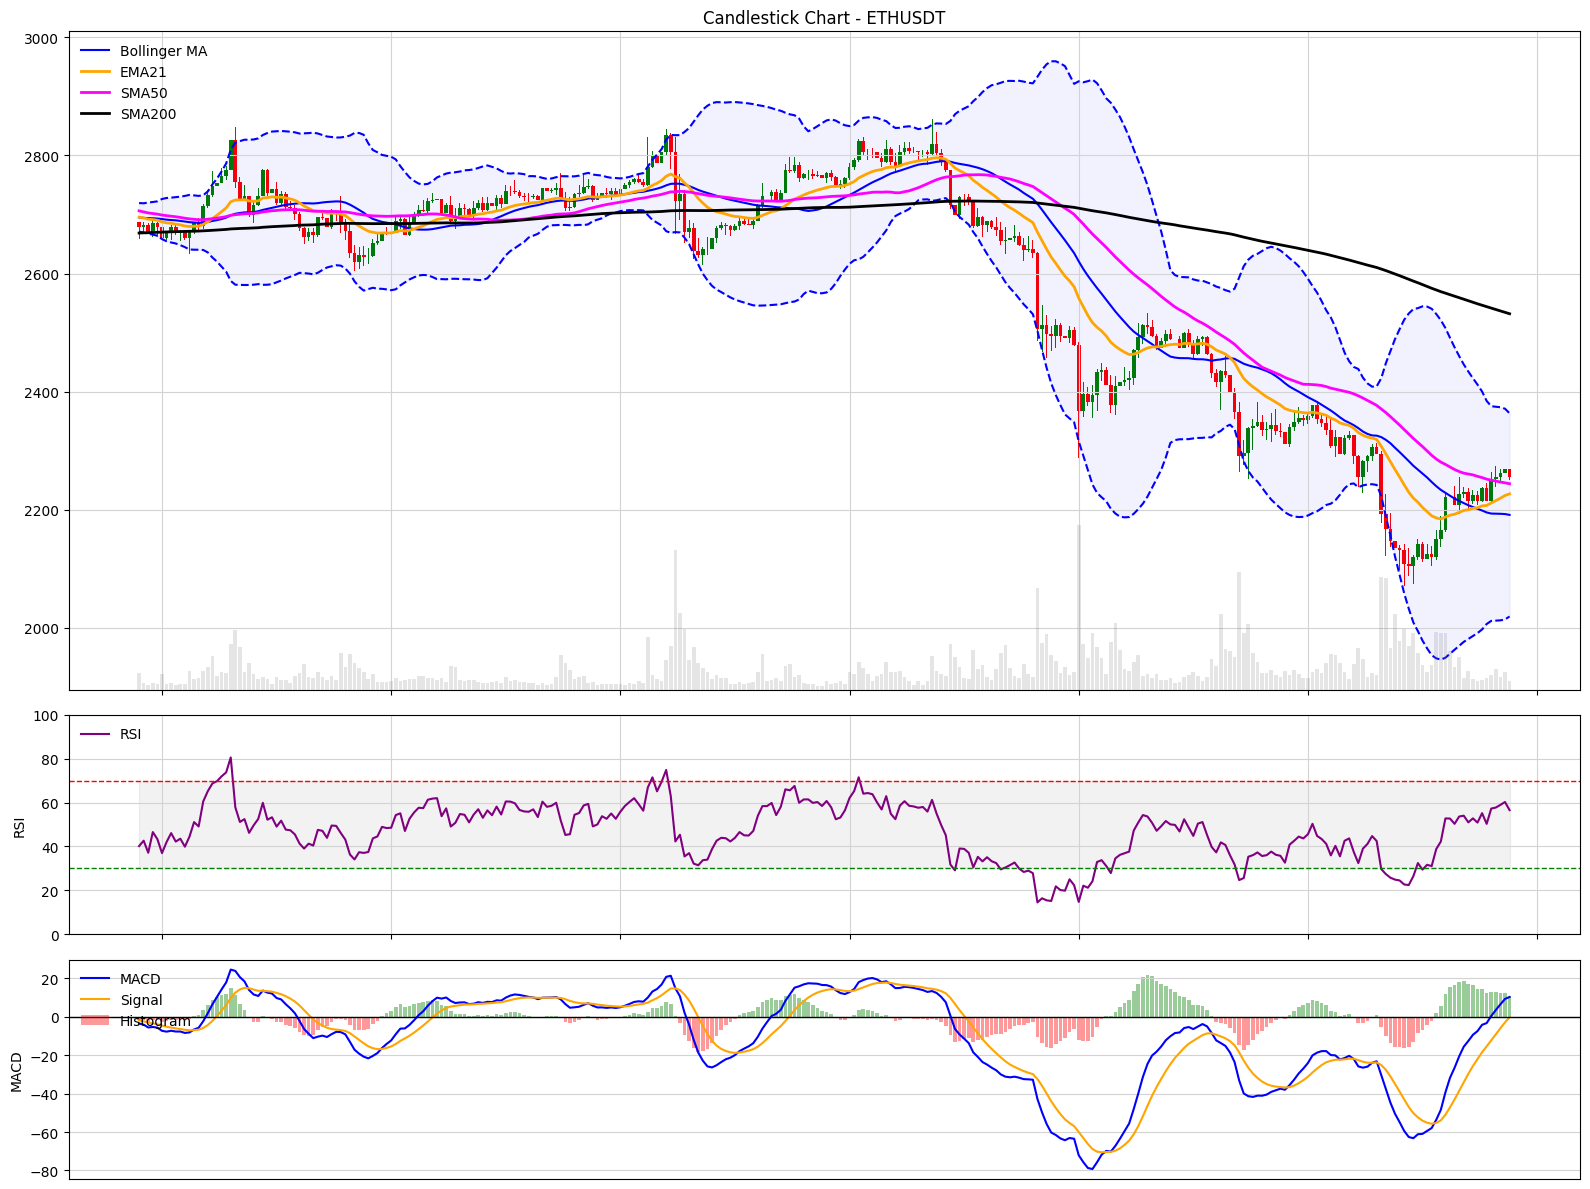 Candlestick Chart - ETHUSDT
3000
2800
2600
2400
2200
2000
Bollinger MA
EMA21
SMA50
SMA200
100
80
60
40
20
0
RSI
RSI
20
0
−20
−40
−60
−80
MACD
MACD
Signal
Histogram